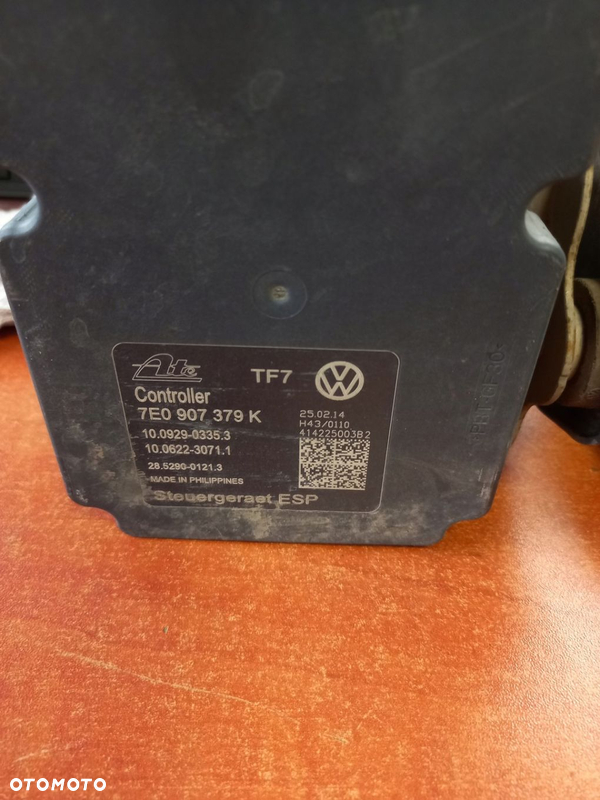 Ate
TF7
Controller
7E0 907 379 K
25.02.14
H43/0110
414225003B2
10.0929-0335.3
10.0622-3071.1
28.5290-0121.3
MADE IN PHILIPPINES
Steuergeraet ESP
OTOMOTO